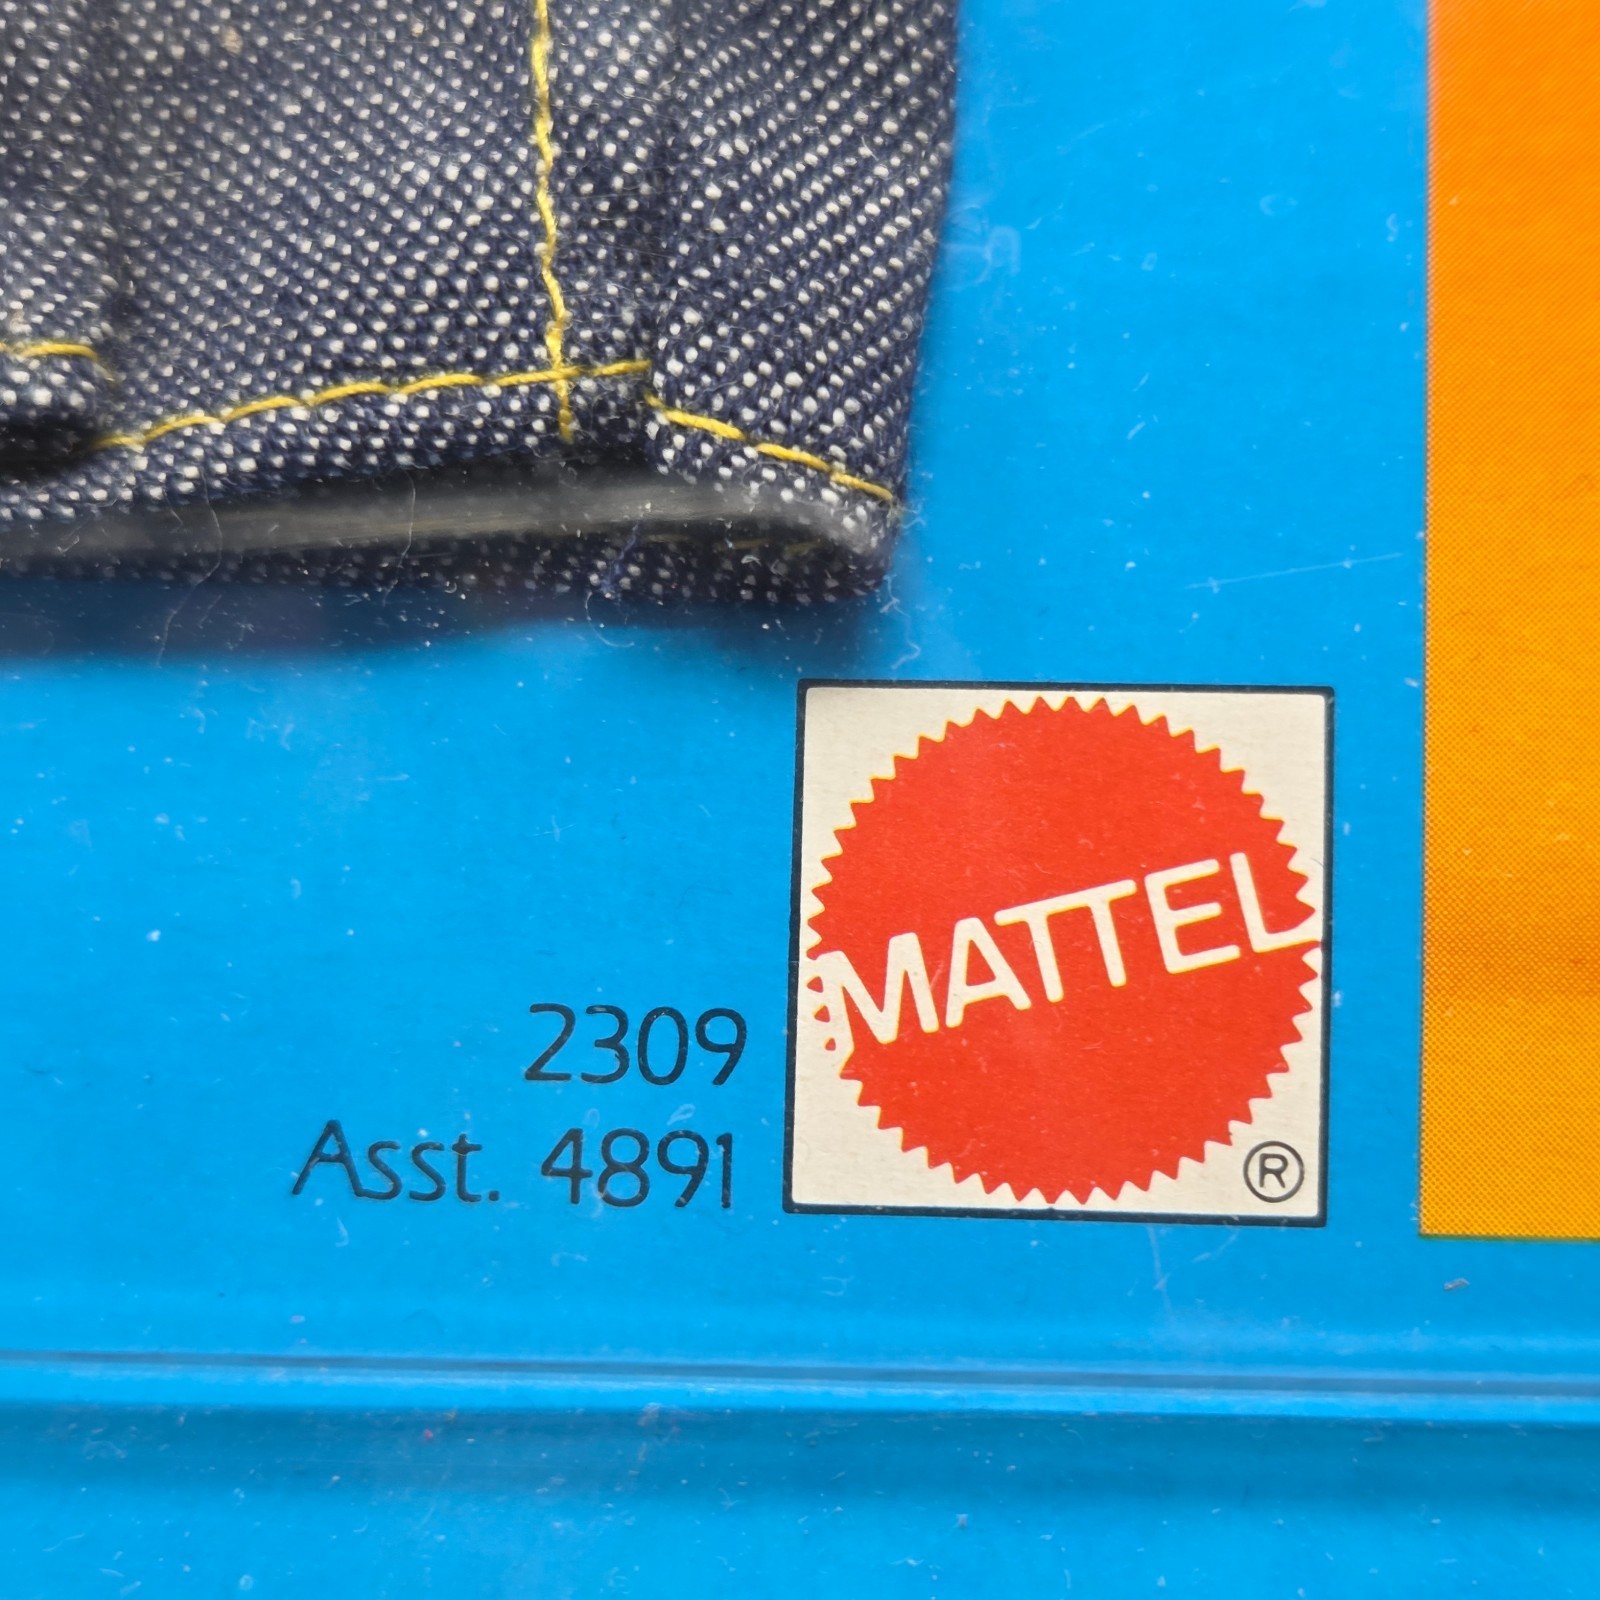 2309
Asst. 4891
MATTEL
®